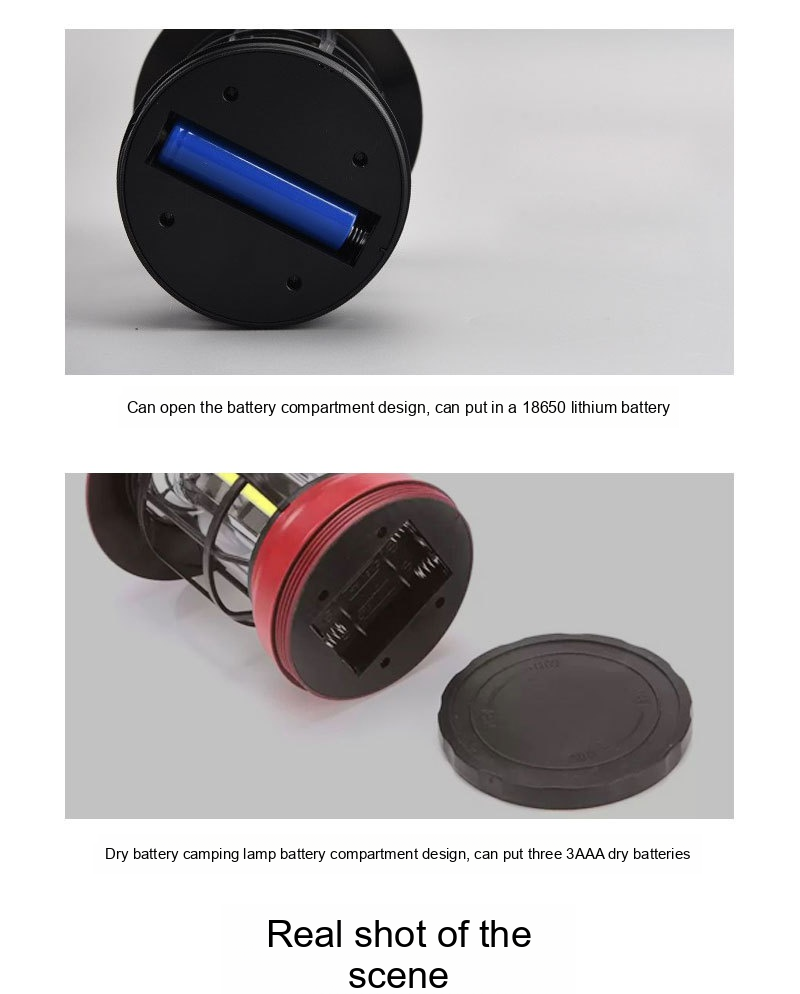 Can open the battery compartment design, can put in a 18650 lithium battery
Dry battery camping lamp battery compartment design, can put three 3AAA dry batteries
Real shot of the
scene